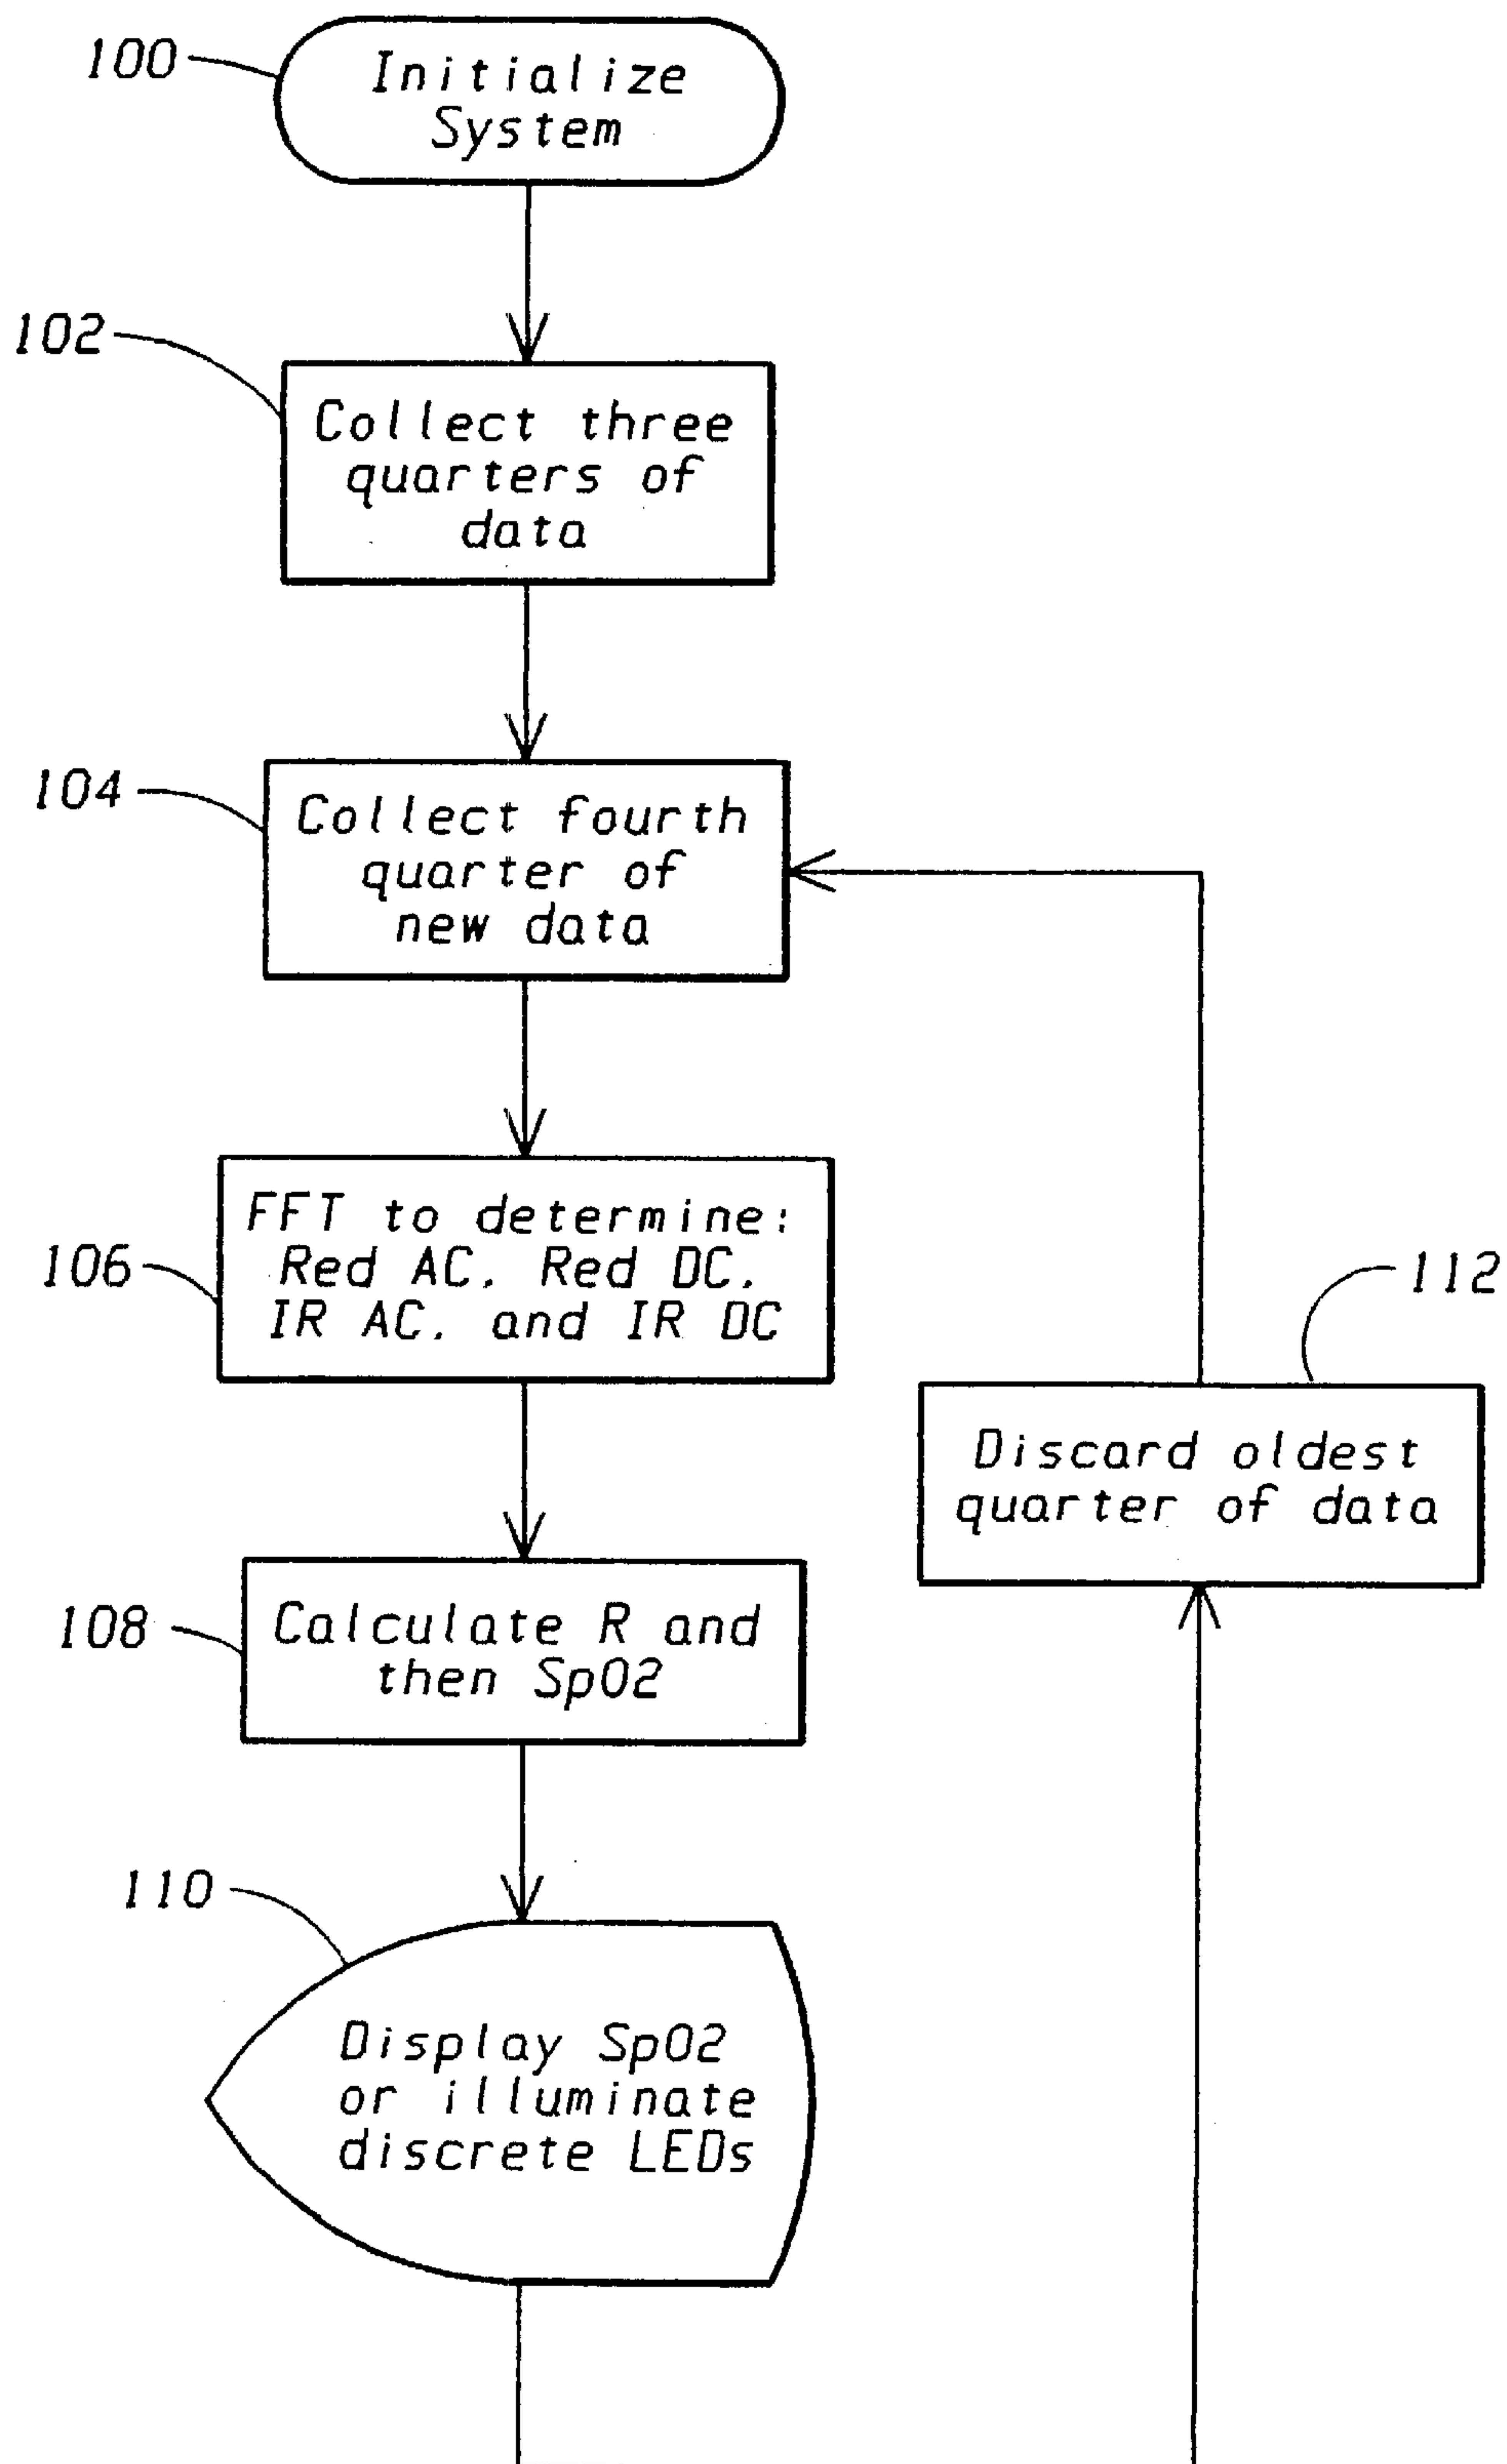 100
Initialize
System
102
Collect three
quarters of
data
104
Collect fourth
quarter of
new data
106
FFT to determine:
Red AC, Red DC,
IR AC, and IR DC
112
Discard oldest
quarter of data
108
Calculate R and
then SpO2
110
Display SpO2
or illuminate
discrete LEDs